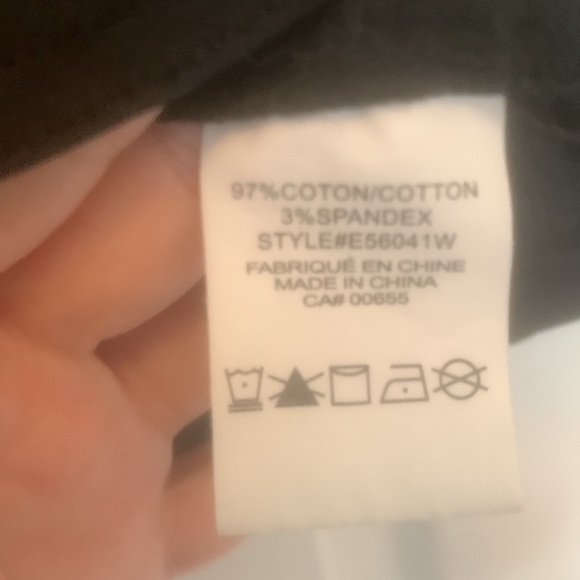 97%COTON/COTTON
3%SPANDEX
STYLE#E56041W
FABRIQUÉ EN CHINE
MADE IN CHINA
CA# 00655